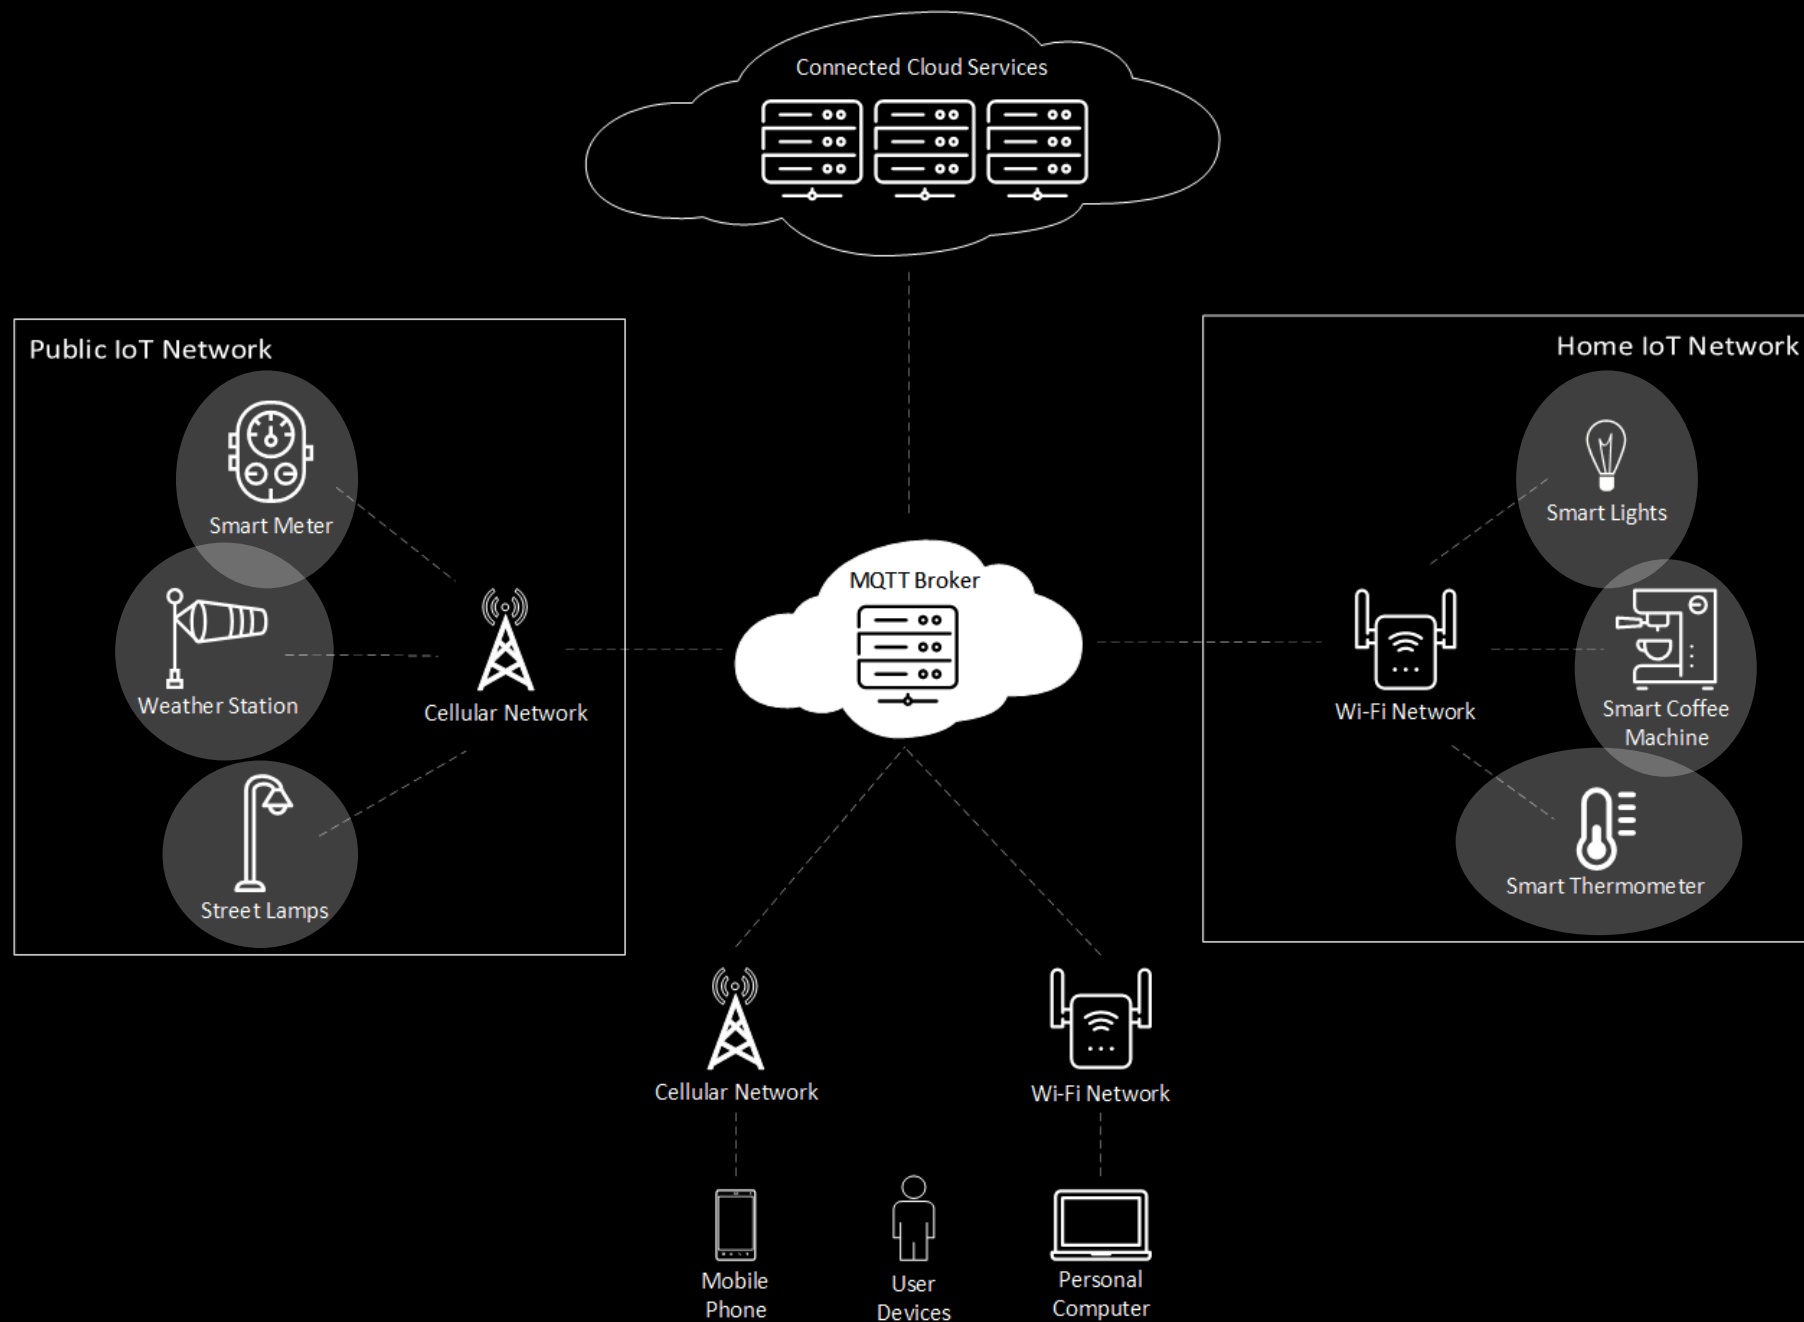 Connected Cloud Services
Public IoT Network
Home IoT Network
Smart Meter
Smart Lights
MQTT Broker
Weather Station
Cellular Network
Wi-Fi Network
Smart Coffee
Machine
Smart Thermometer
Street Lamps
Cellular Network
Wi-Fi Network
Mobile
Phone
User
Devices
Personal
Computer